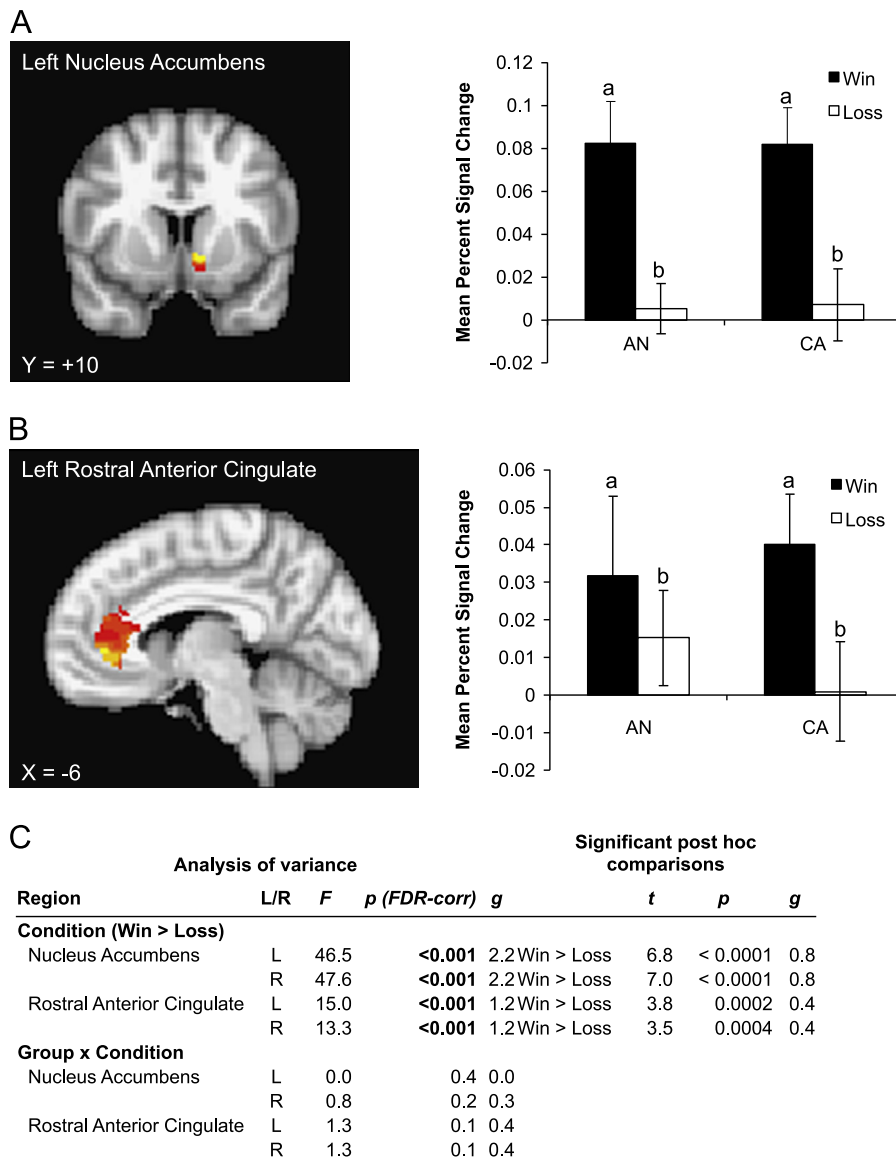 A
Left Nucleus Accumbens
Y = +10
Mean Percent Signal Change
0.12
0.1
0.08
0.06
0.04
0.02
0
-0.02
a
b
a
b
AN
CA
Win
Loss
B
Left Rostral Anterior Cingulate
X = -6
Mean Percent Signal Change
0.06
0.05
0.04
0.03
0.02
0.01
0
-0.01
-0.02
a
b
a
b
AN
CA
Win
Loss
C
Analysis of variance
Significant post hoc
comparisons
Region L/R F p (FDR-corr) g t p g
Condition (Win > Loss)
Nucleus Accumbens L 46.5 <0.001 2.2 Win > Loss 6.8 < 0.0001 0.8
R 47.6 <0.001 2.2 Win > Loss 7.0 < 0.0001 0.8
Rostral Anterior Cingulate L 15.0 <0.001 1.2 Win > Loss 3.8 0.0002 0.4
R 13.3 <0.001 1.2 Win > Loss 3.5 0.0004 0.4
Group x Condition
Nucleus Accumbens L 0.0 0.4 0.0
R 0.8 0.2 0.3
Rostral Anterior Cingulate L 1.3 0.1 0.4
R 1.3 0.1 0.4